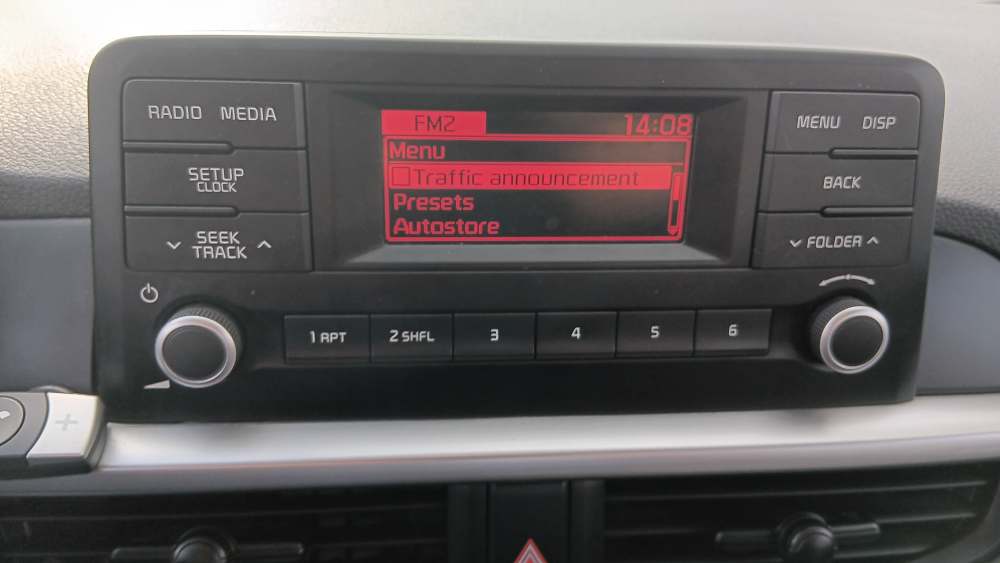 RADIO MEDIA
SETUP
CLOCK
SEEK
TRACK
FM2 14:08
Menu
Traffic announcement
Presets
Autostore
MENU DISP
BACK
FOLDER
1 RPT 2 SHFL 3 4 5 6
+